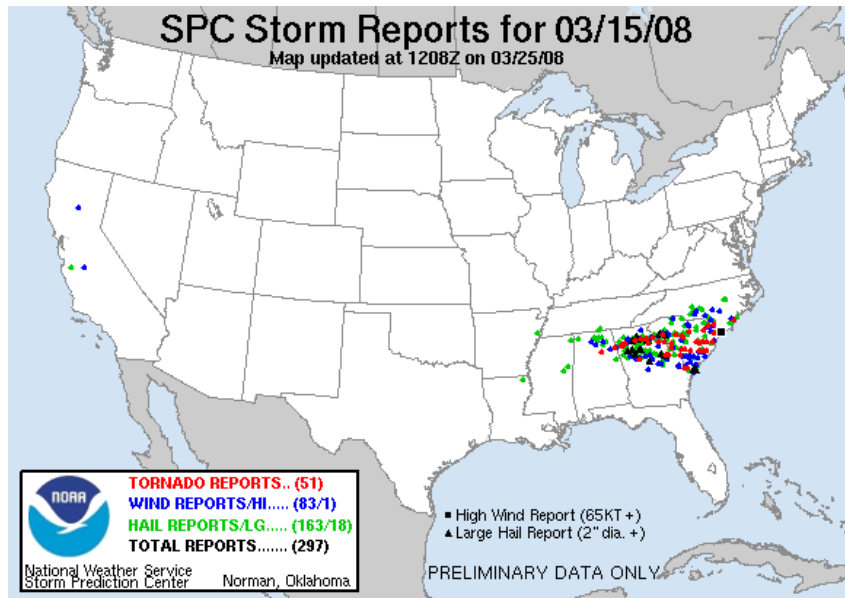 SPC Storm Reports for 03/15/08
Map updated at 1208Z on 03/25/08
NOAA
TORNADO REPORTS.. (51)
WIND REPORTS/HI..... (83/1)
HAIL REPORTS/LG..... (163/18)
TOTAL REPORTS....... (297)
National Weather Service
Storm Prediction Center Norman, Oklahoma
High Wind Report (65KT +)
Large Hail Report (2" dia. +)
PRELIMINARY DATA ONLY